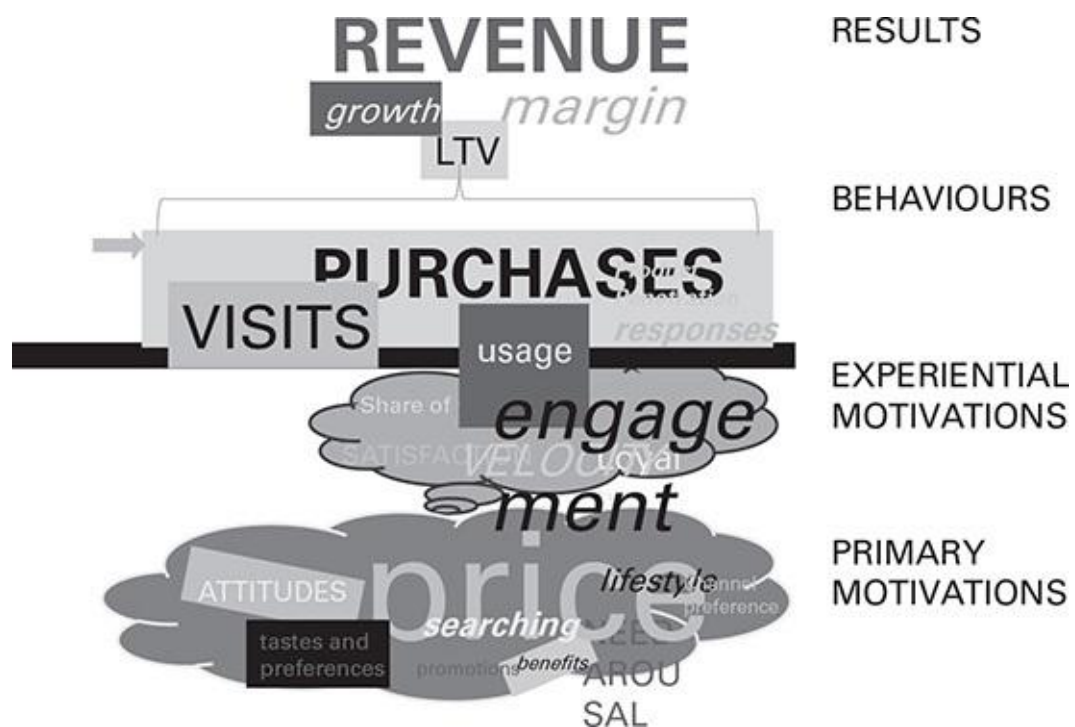 REVENUE
RESULTS
growth
margin
LTV
BEHAVIOURS
PURCHASES
VISITS
responses
usage
EXPERIENTIAL
MOTIVATIONS
Share of
engage
SATISFACTION
VELOCITY
Loyal
ment
PRIMARY
MOTIVATIONS
price
ATTITUDES
lifestyle
channel
preference
searching
NEED
tastes and
preferences
promotions
benefits
AROU
SAL